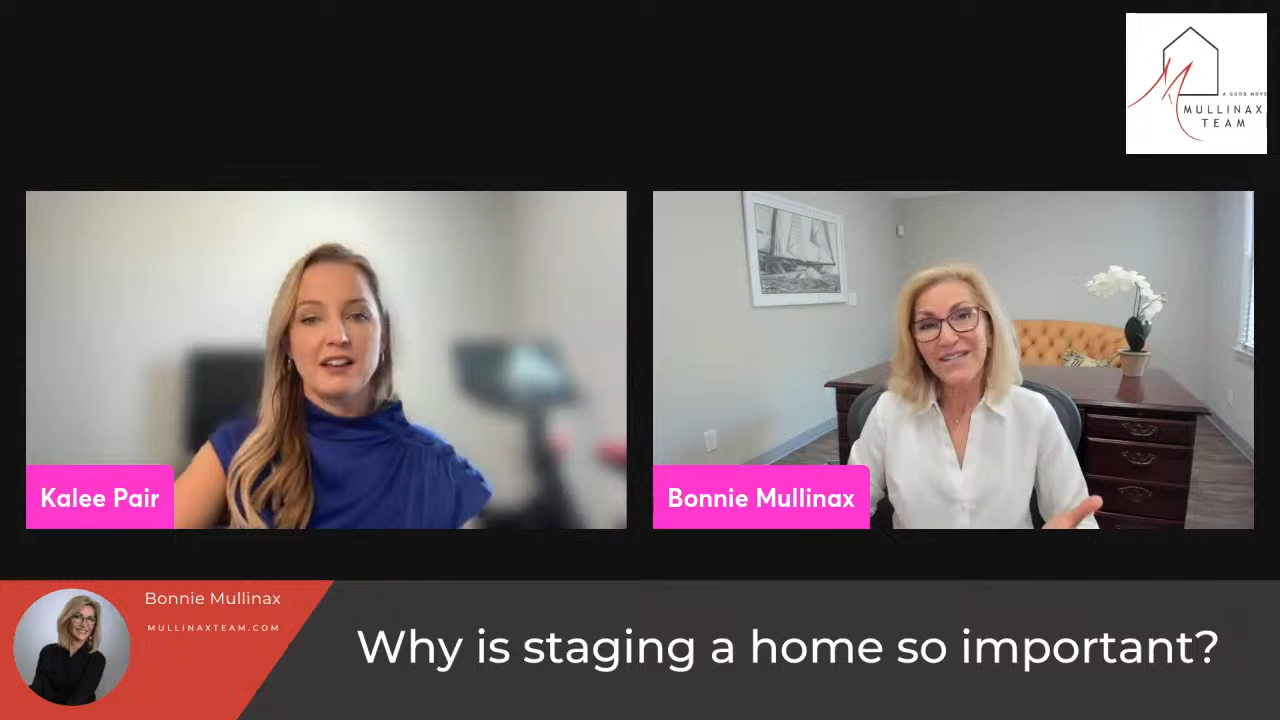 A GOOD MOVE
MULLINAX
TEAM
Kalee Pair
Bonnie Mullinax
Bonnie Mullinax
MULLINAXTEAM.COM
Why is staging a home so important?